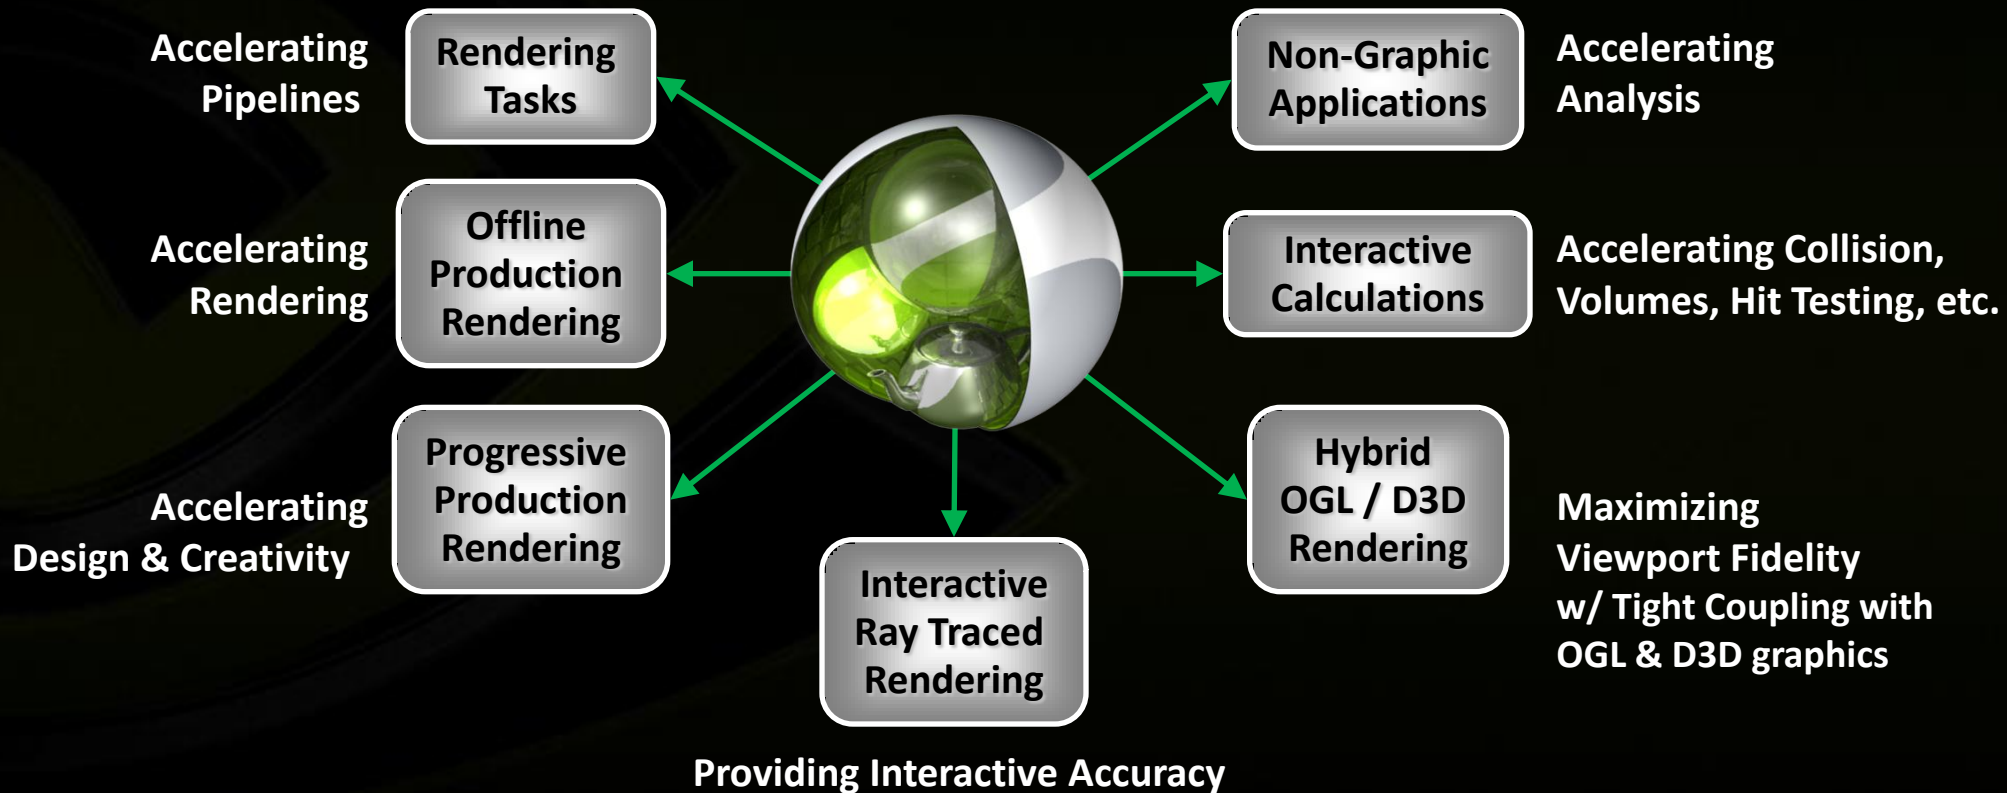 Accelerating
Pipelines
Rendering
Tasks
Non-Graphic
Applications
Accelerating
Analysis
Accelerating
Rendering
Offline
Production
Rendering
Interactive
Calculations
Accelerating Collision,
Volumes, Hit Testing, etc.
Accelerating
Design & Creativity
Progressive
Production
Rendering
Interactive
Ray Traced
Rendering
Providing Interactive Accuracy
Hybrid
OGL / D3D
Rendering
Maximizing
Viewport Fidelity
w/ Tight Coupling with
OGL & D3D graphics